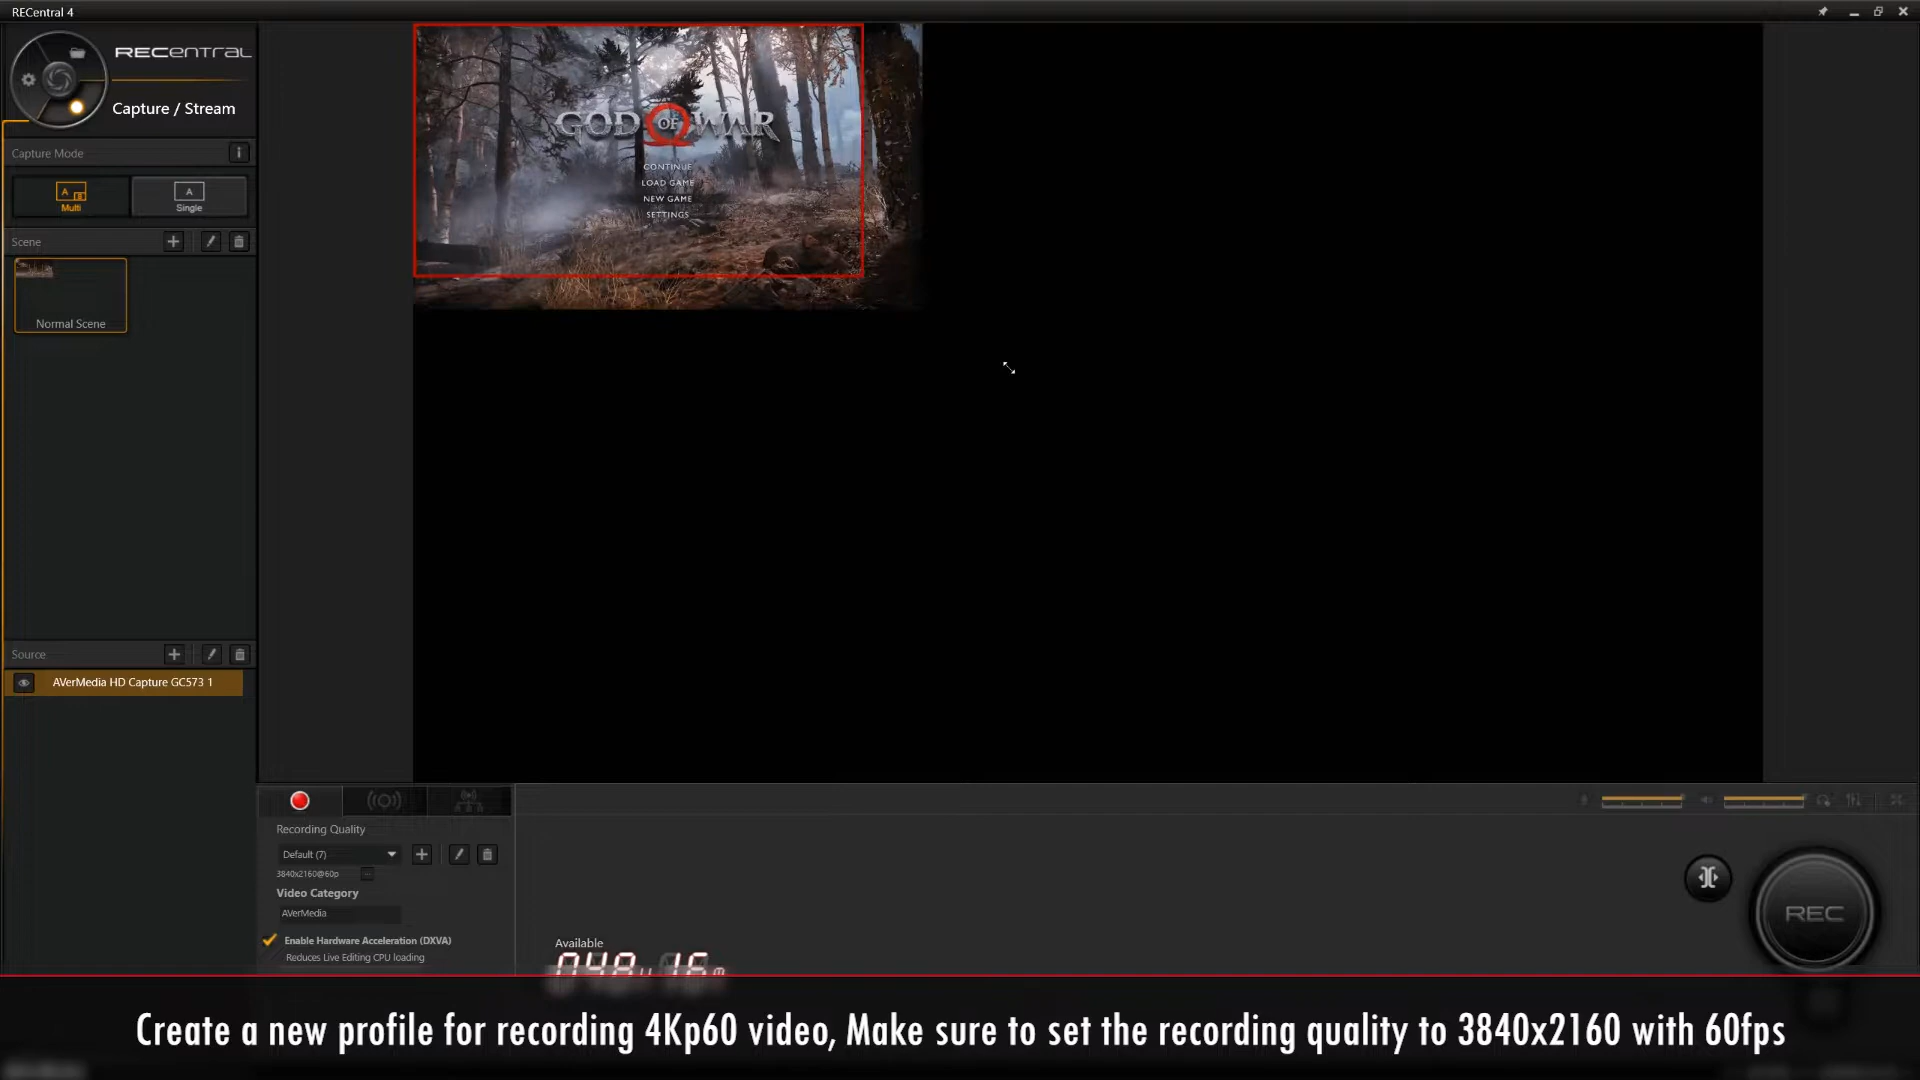 RECentral 4
RECENTRAL
Capture / Stream
Capture Mode
i
A B
Multi
A
Single
Scene
Normal Scene
Source
AVerMedia HD Capture GC573 1
GOD OF WAR
CONTINUE
LOAD GAME
NEW GAME
SETTINGS
Recording Quality
Default (7)
3840x2160@60p
Video Category
AVerMedia
Enable Hardware Acceleration (DXVA)
Reduces Live Editing CPU loading
Available
048 H 16 m
REC
Create a new profile for recording 4Kp60 video, Make sure to set the recording quality to 3840x2160 with 60fps